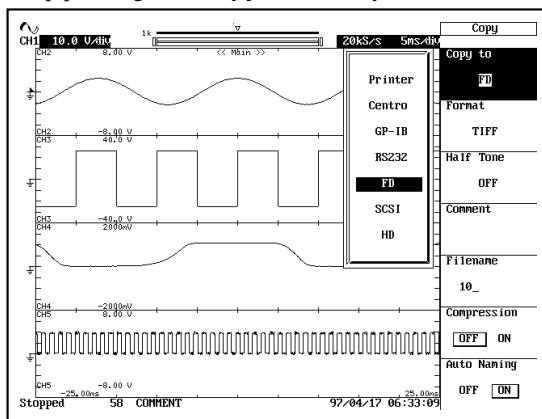 Copy
1k
CH1 10.0 V/div
20kS/s 5ms/div
CH2 8.00 V
<< Main >>
Copy to
FD
Printer
Centro
GP-IB
RS232
FD
SCSI
HD
Format
TIFF
CH2 -8.00 V
CH3 40.0 V
Half Tone
OFF
Comment
CH3 -40.0 V
CH4 2000mV
Filename
10_
CH4 -2000mV
CH5 8.00 V
Compression
OFF ON
Auto Naming
OFF ON
CH5 -8.00 V
-25.00ms
25.00ms
Stopped 58 COMMENT 97/04/17 06:33:09